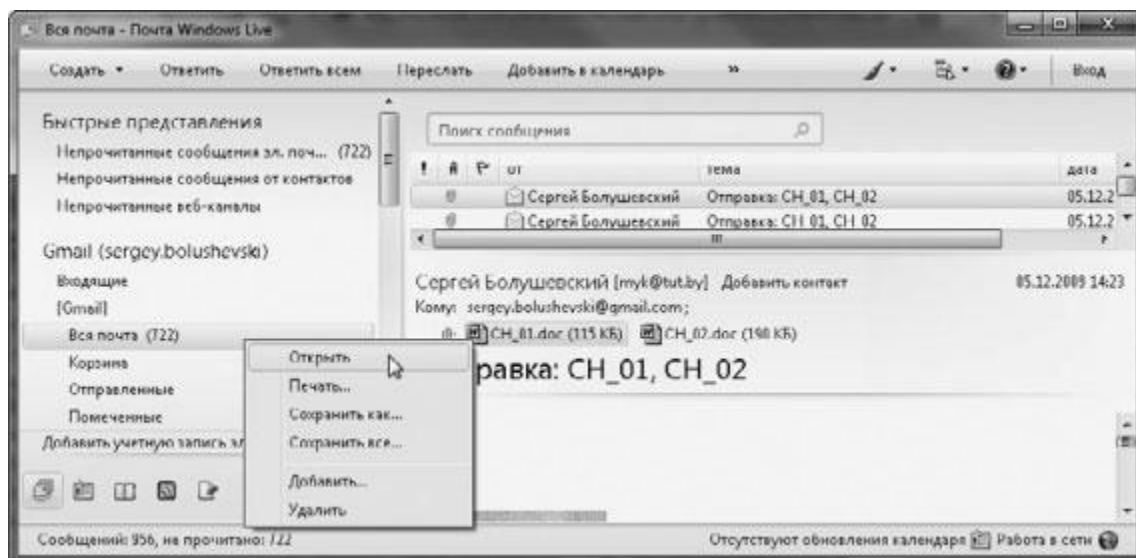 Вся почта - Почта Windows Live
Создать Ответить Ответить всем Переслать Добавить в календарь » Вход
Быстрые представления
Непрочитанные сообщения эл. поч... (722)
Непрочитанные сообщения от контактов
Непрочитанные веб-каналы
Gmail (sergey.bolushevski)
Входящие
[Gmail]
Вся почта (722)
Корзина
Отправленные
Помеченные
Добавить учетную запись эл
Поиск сообщения
! от тема дата
Сергей Болушевский Отправка: CH_01, CH_02 05.12.2
Сергей Болушевский Отправка: CH_01, CH_02 05.12.2
Сергей Болушевский [myk@tut.by] Добавить контакт 05.12.2009 14:23
Кому: sergey.bolushevski@gmail.com;
CH_01.doc (115 КБ) CH_02.doc (190 КБ)
равка: CH_01, CH_02
Открыть
Печать...
Сохранить как...
Сохранить все...
Добавить...
Удалить
Сообщений: 956, не прочитано: 722 Отсутствуют обновления календаря Работа в сети